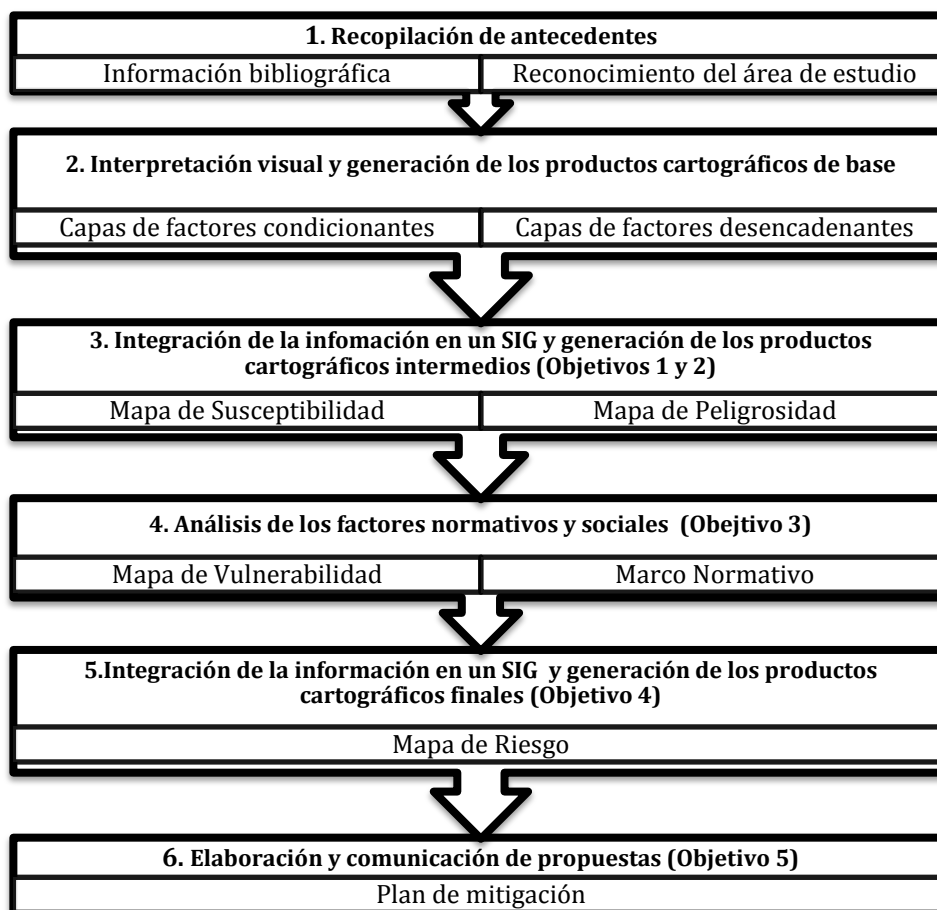 1. Recopilación de antecedentes
Información bibliográfica
Reconocimiento del área de estudio
2. Interpretación visual y generación de los productos cartográficos de base
Capas de factores condicionantes
Capas de factores desencadenantes
3. Integración de la infomación en un SIG y generación de los productos
cartográficos intermedios (Objetivos 1 y 2)
Mapa de Susceptibilidad
Mapa de Peligrosidad
4. Análisis de los factores normativos y sociales (Obejtivo 3)
Mapa de Vulnerabilidad
Marco Normativo
5.Integración de la información en un SIG y generación de los productos
cartográficos finales (Objetivo 4)
Mapa de Riesgo
6. Elaboración y comunicación de propuestas (Objetivo 5)
Plan de mitigación